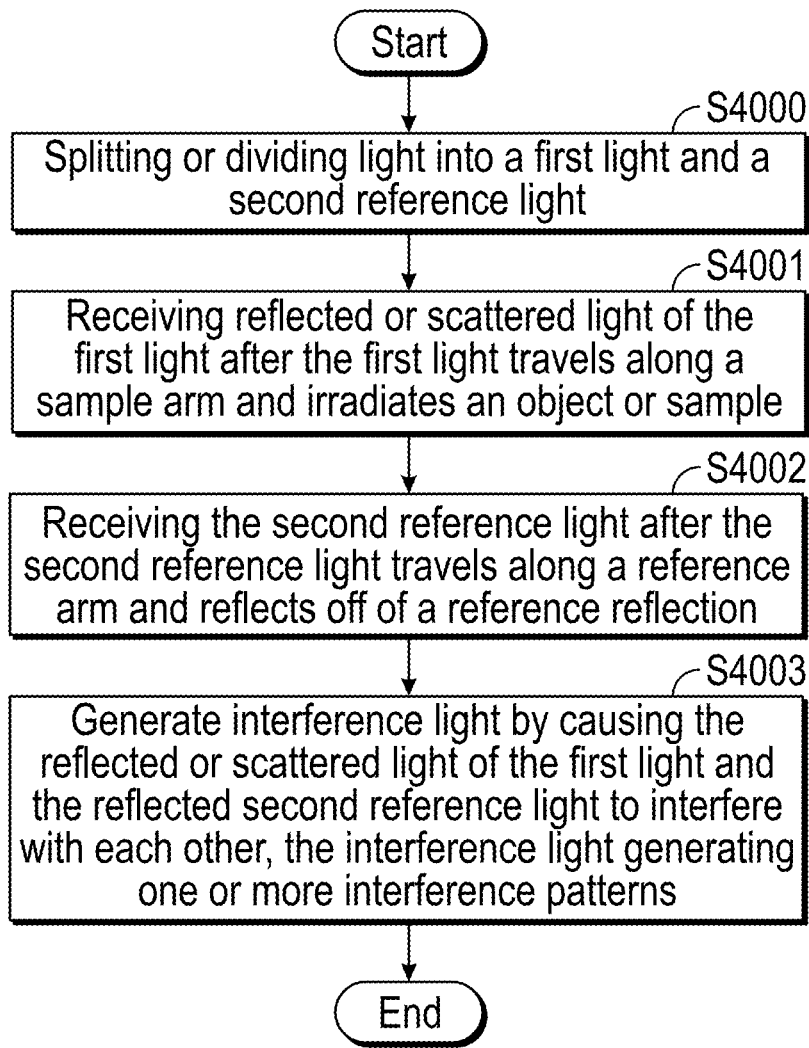 Start
S4000
Splitting or dividing light into a first light and a
second reference light
S4001
Receiving reflected or scattered light of the
first light after the first light travels along a
sample arm and irradiates an object or sample
S4002
Receiving the second reference light after the
second reference light travels along a reference
arm and reflects off of a reference reflection
S4003
Generate interference light by causing the
reflected or scattered light of the first light and
the reflected second reference light to interfere
with each other, the interference light generating
one or more interference patterns
End